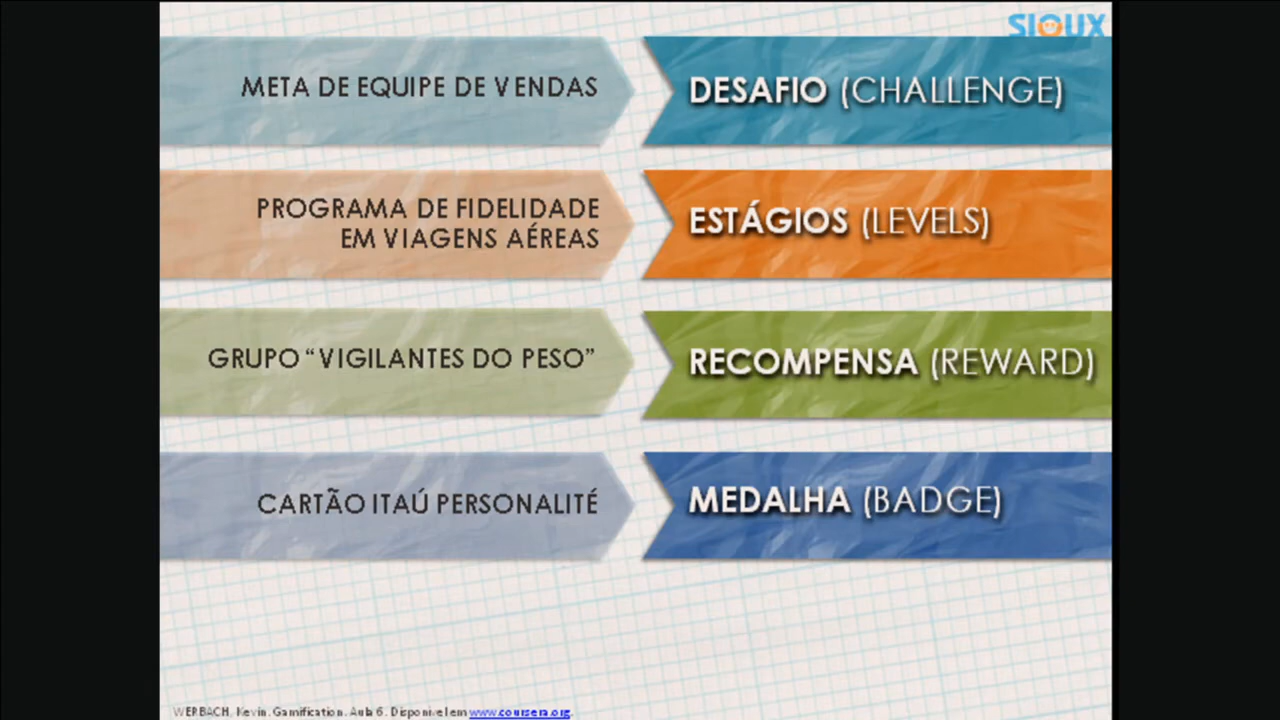 SIOUX
META DE EQUIPE DE VENDAS
DESAFIO (CHALLENGE)
PROGRAMA DE FIDELIDADE
EM VIAGENS AÉREAS
ESTÁGIOS (LEVELS)
GRUPO “VIGILANTES DO PESO”
RECOMPENSA (REWARD)
CARTÃO ITAÚ PERSONALITÉ
MEDALHA (BADGE)
WERBACH, Kevin. Gamification. Aula 6. Disponivel em www.coursera.org.